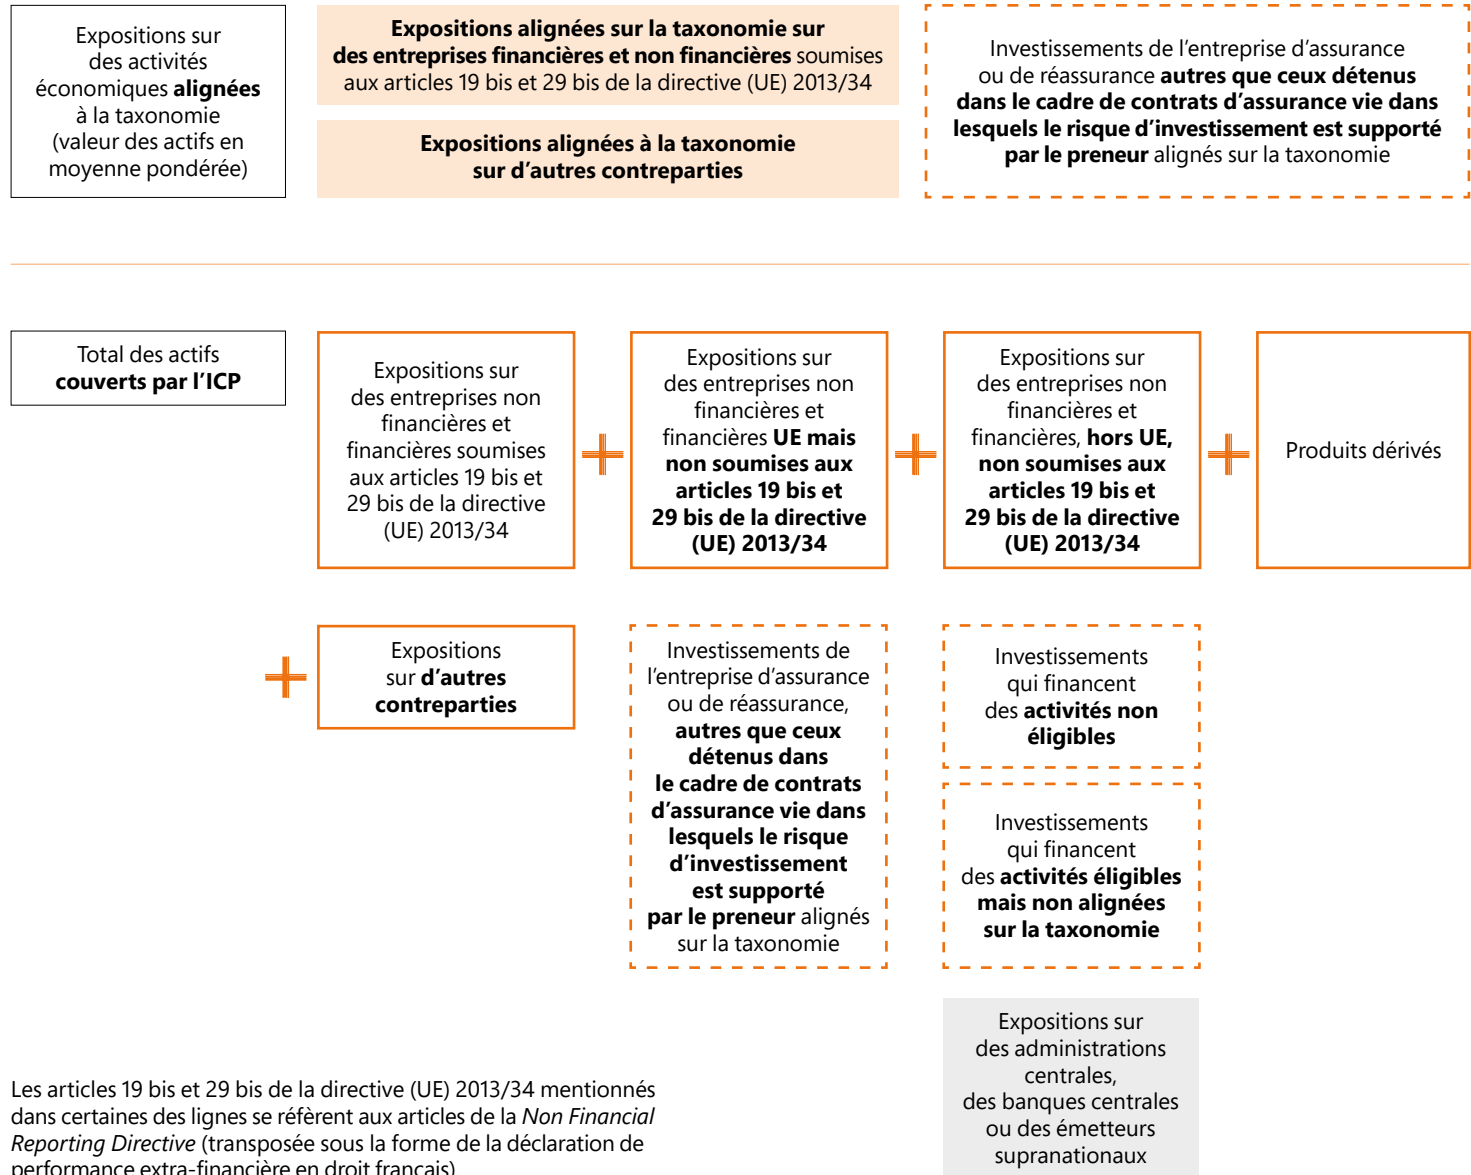 Expositions sur
des activités
économiques alignées
à la taxonomie
(valeur des actifs en
moyenne pondérée)
Expositions alignées sur la taxonomie sur
des entreprises financières et non financières soumises
aux articles 19 bis et 29 bis de la directive (UE) 2013/34
Expositions alignées à la taxonomie
sur d'autres contreparties
Investissements de l'entreprise d'assurance
ou de réassurance autres que ceux détenus
dans le cadre de contrats d'assurance vie dans
lesquels le risque d'investissement est supporté
par le preneur alignés sur la taxonomie
Total des actifs
couverts par l'ICP
Expositions sur
des entreprises non
financières et
financières soumises
aux articles 19 bis et
29 bis de la directive
(UE) 2013/34
Expositions sur
des entreprises non
financières et
financières UE mais
non soumises aux
articles 19 bis et
29 bis de la directive
(UE) 2013/34
Expositions sur
des entreprises non
financières et
financières, hors UE,
non soumises aux
articles 19 bis et
29 bis de la directive
(UE) 2013/34
Produits dérivés
Expositions
sur d'autres
contreparties
Investissements de
l'entreprise d'assurance
ou de réassurance,
autres que ceux
détenus dans
le cadre de contrats
d'assurance vie dans
lesquels le risque
d'investissement
est supporté
par le preneur alignés
sur la taxonomie
Investissements
qui financent
des activités non
éligibles
Investissements
qui financent
des activités éligibles
mais non alignées
sur la taxonomie
Expositions sur
des administrations
centrales,
des banques centrales
ou des émetteurs
supranationaux
Les articles 19 bis et 29 bis de la directive (UE) 2013/34 mentionnés
dans certaines des lignes se réfèrent aux articles de la Non Financial
Reporting Directive (transposée sous la forme de la déclaration de
performance extra-financière en droit français)